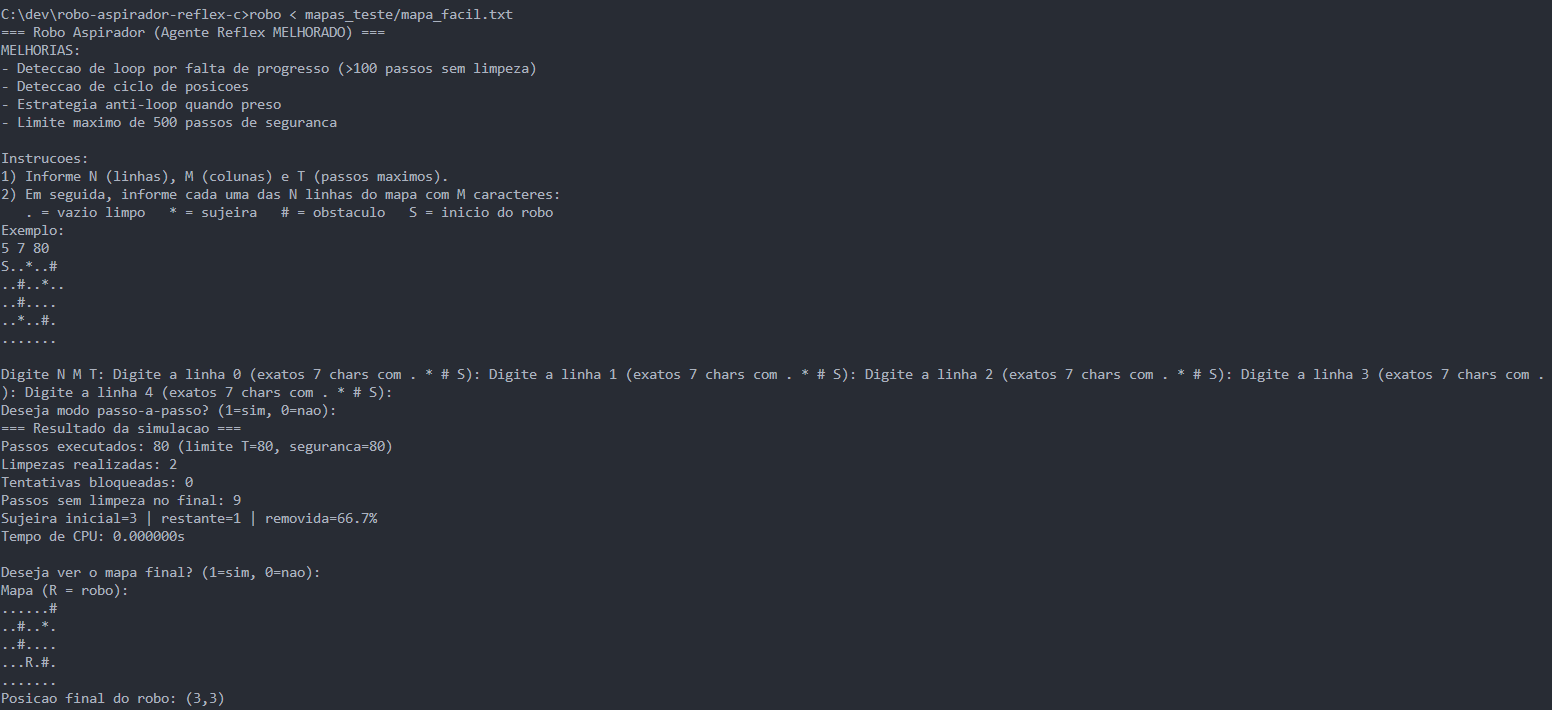 C:\dev\robo-aspirador-reflex-c>robo < mapas_teste/mapa_facil.txt
=== Robo Aspirador (Agente Reflex MELHORADO) ===
MELHORIAS:
- Deteccao de loop por falta de progresso (>100 passos sem limpeza)
- Deteccao de ciclo de posicoes
- Estrategia anti-loop quando preso
- Limite maximo de 500 passos de seguranca

Instrucoes:
1) Informe N (linhas), M (colunas) e T (passos maximos).
2) Em seguida, informe cada uma das N linhas do mapa com M caracteres:
   . = vazio limpo   * = sujeira   # = obstaculo   S = inicio do robo
Exemplo:
5 7 80
S..*..#
..#..*..
..#....
..*..#.
.......

Digite N M T: Digite a linha 0 (exatos 7 chars com . * # S): Digite a linha 1 (exatos 7 chars com . * # S): Digite a linha 2 (exatos 7 chars com . * # S): Digite a linha 3 (exatos 7 chars com .
): Digite a linha 4 (exatos 7 chars com . * # S):
Deseja modo passo-a-passo? (1=sim, 0=nao):
=== Resultado da simulacao ===
Passos executados: 80 (limite T=80, seguranca=80)
Limpezas realizadas: 2
Tentativas bloqueadas: 0
Passos sem limpeza no final: 9
Sujeira inicial=3 | restante=1 | removida=66.7%
Tempo de CPU: 0.000000s

Deseja ver o mapa final? (1=sim, 0=nao):
Mapa (R = robo):
......#
..#..*.
..#....
...R.#.
.......
Posicao final do robo: (3,3)